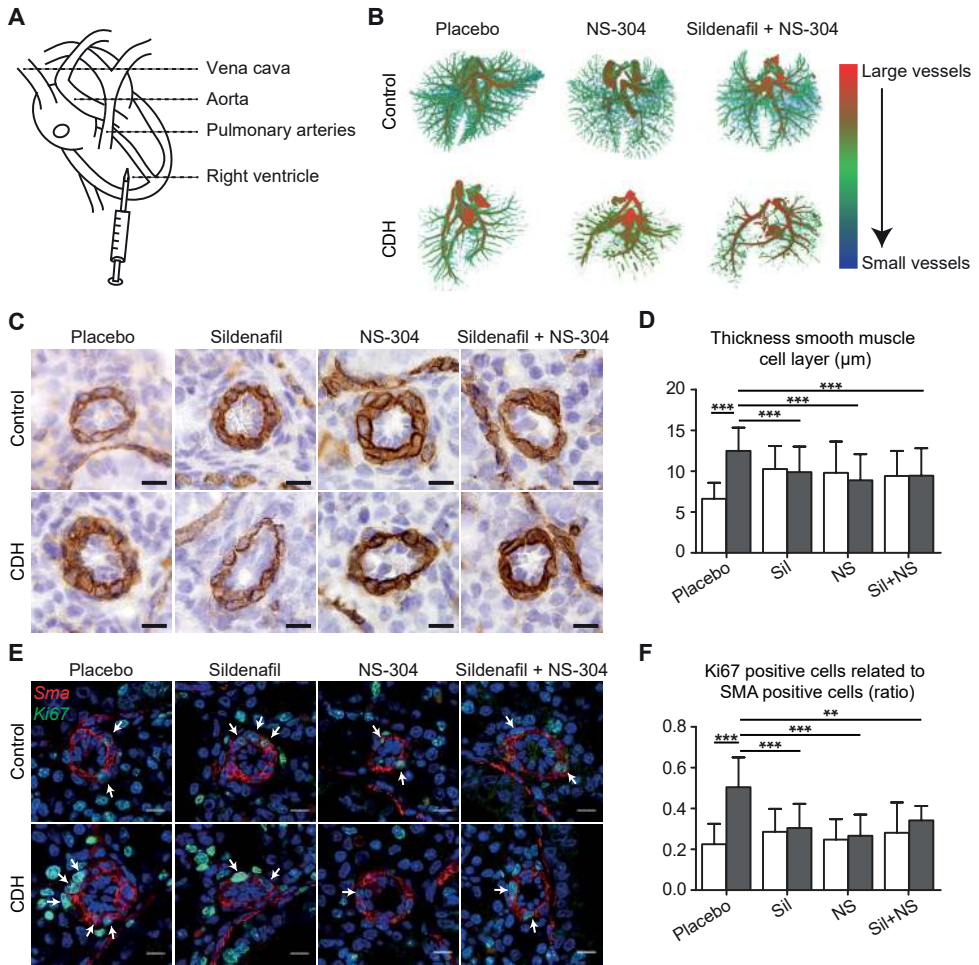 A
Vena cava
Aorta
Pulmonary arteries
Right ventricle
B
Placebo
NS-304
Sildenafil + NS-304
Control
CDH
Large vessels
Small vessels
C
Placebo
Sildenafil
NS-304
Sildenafil + NS-304
Control
CDH
D
Thickness smooth muscle
cell layer (µm)
20
15
10
5
0
***
***
***
***
Placebo
Sil
NS
Sil+NS
E
Placebo
Sildenafil
NS-304
Sildenafil + NS-304
Sma
Ki67
Control
CDH
F
Ki67 positive cells related to
SMA positive cells (ratio)
0.8
0.6
0.4
0.2
0.0
***
***
***
**
Placebo
Sil
NS
Sil+NS